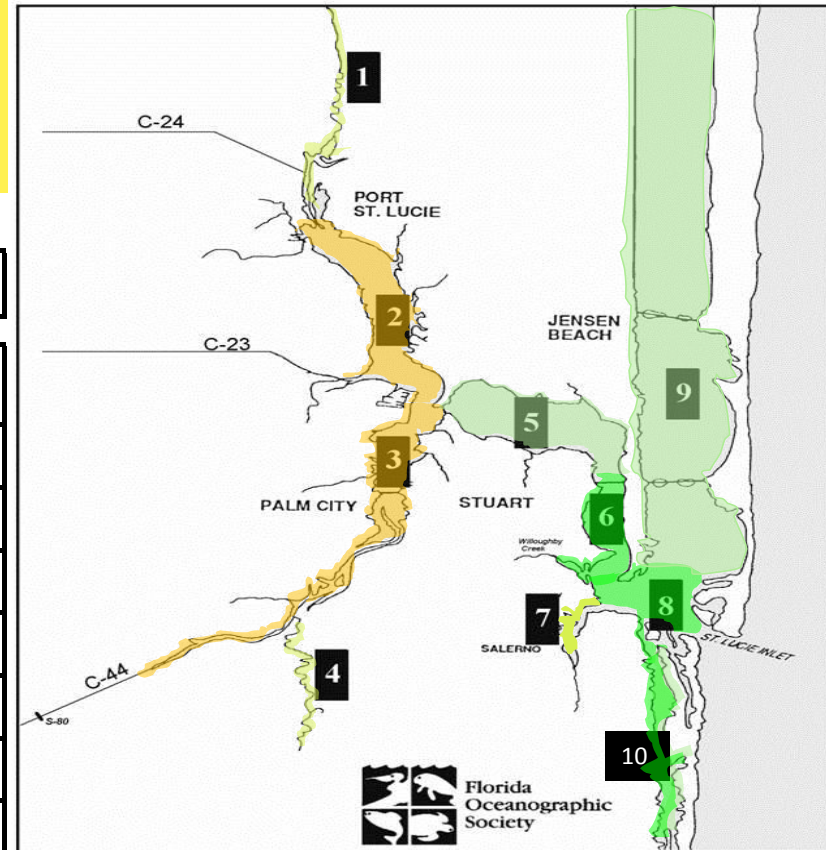 1
C-24
PORT
ST. LUCIE
2
JENSEN
BEACH
C-23
9
5
3
PALM CITY
STUART
6
Willoughby
Creek
8
7
SALERNO
ST. LUCIE INLET
4
C-44
S-80
10
Florida
Oceanographic
Society